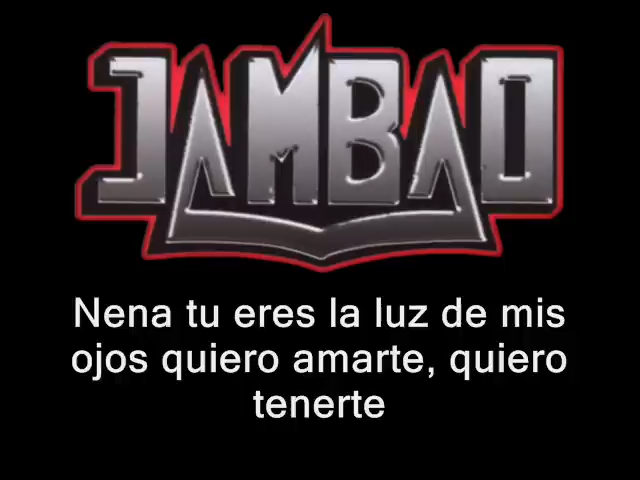 JAMBAO
Nena tu eres la luz de mis
ojos quiero amarte, quiero
tenerte